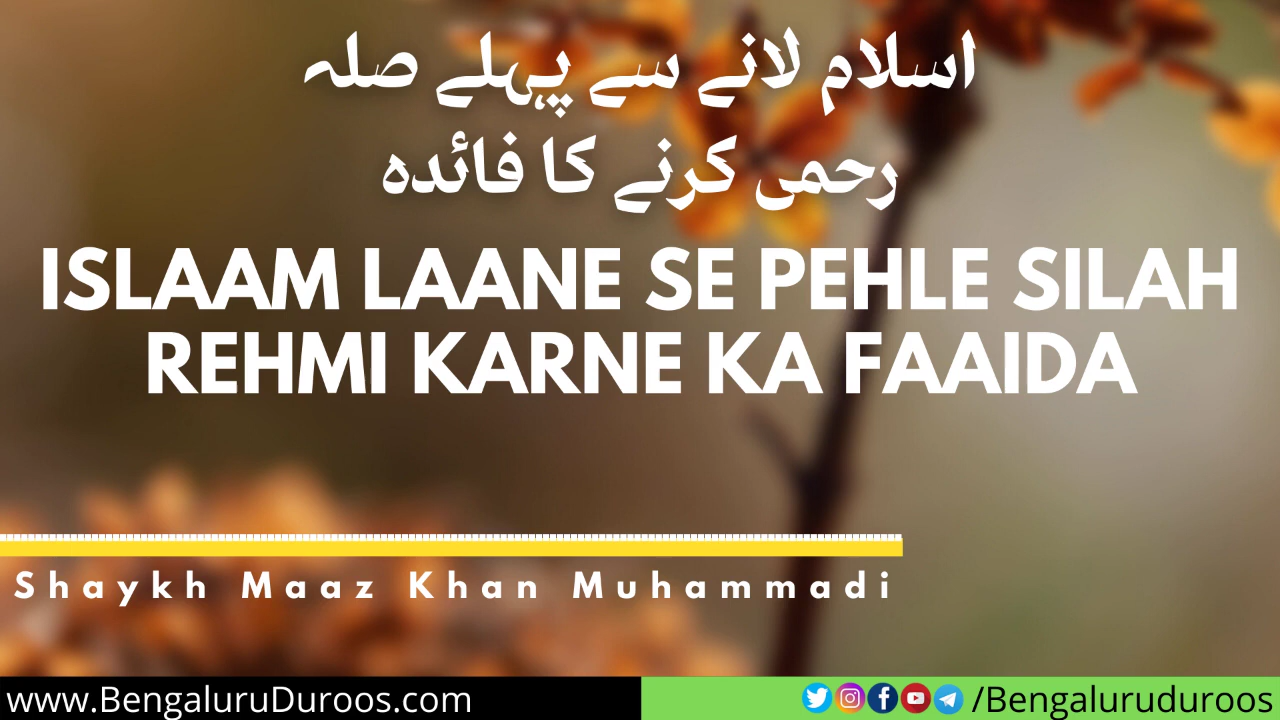 اسلام لانے سے پہلے صلہ
رحمی کرنے کا فائدہ
ISLAAM LAANE SE PEHLE SILAH
REHMI KARNE KA FAAIDA
Shaykh Maaz Khan Muhammadi
www.BengaluruDuroos.com
/Bengaluruduroos